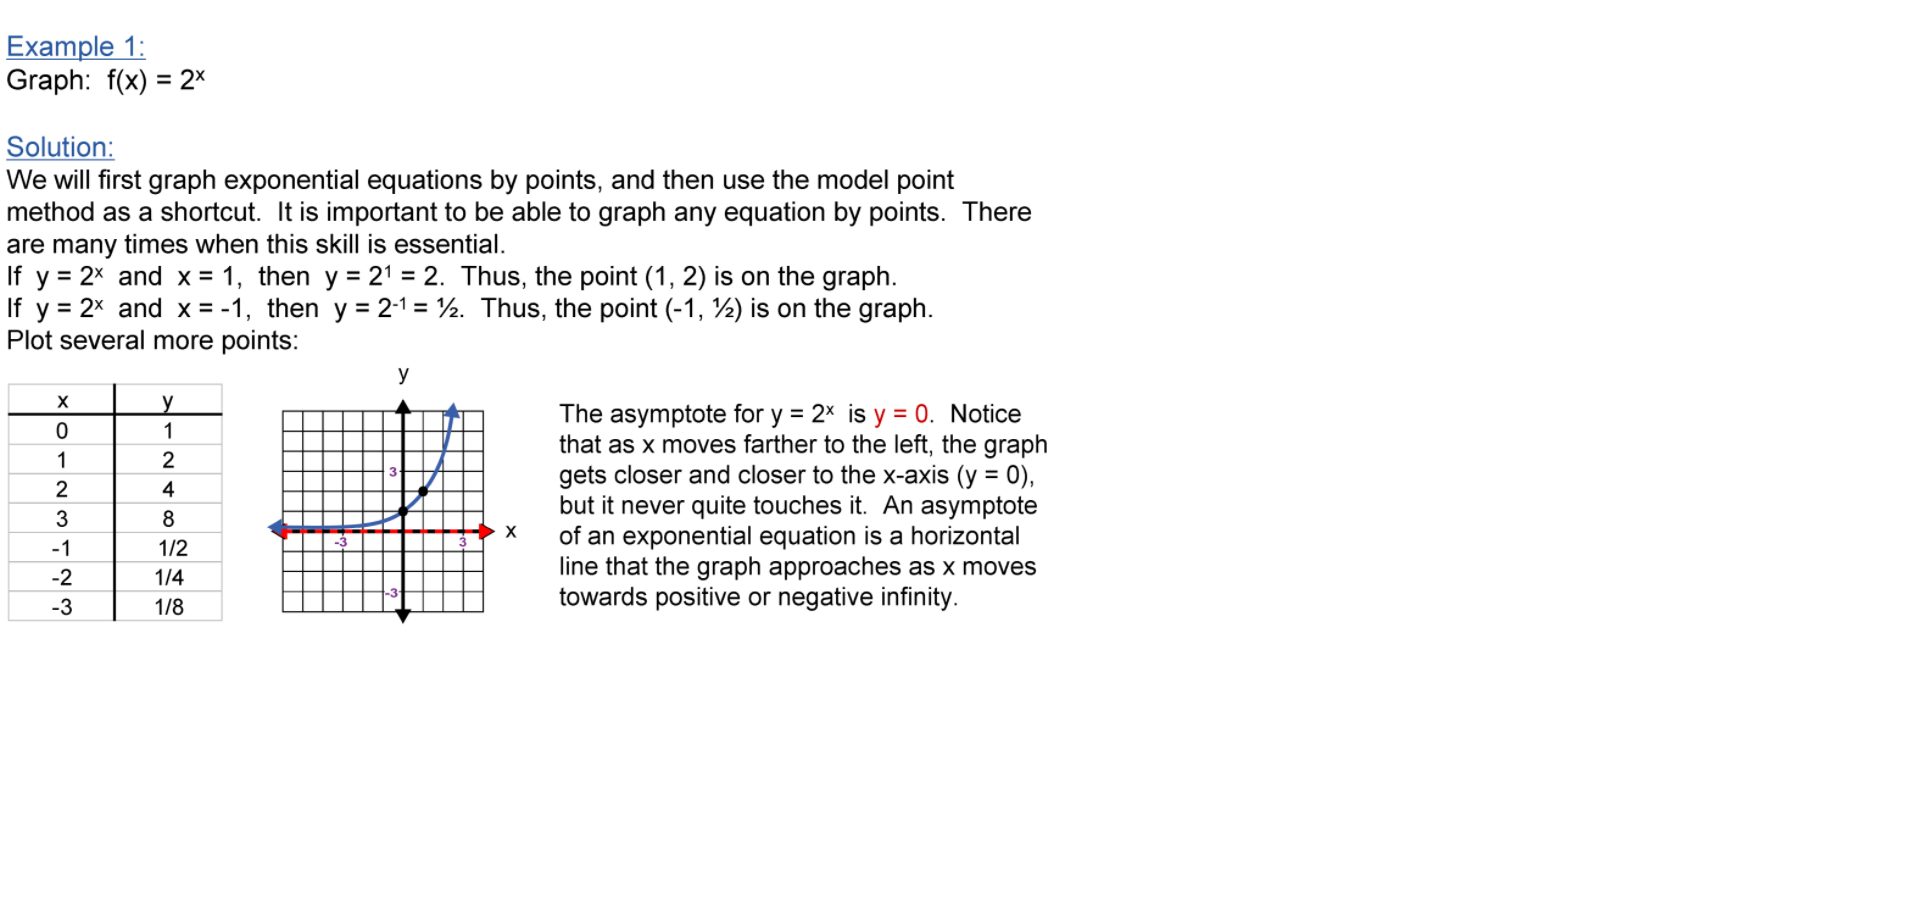 Example 1:
Graph:  f(x) = 2ˣ
Solution:
We will first graph exponential equations by points, and then use the model point
method as a shortcut.  It is important to be able to graph any equation by points.  There
are many times when this skill is essential.
If  y = 2ˣ  and  x = 1,  then  y = 2¹ = 2.  Thus, the point (1, 2) is on the graph.
If  y = 2ˣ  and  x = -1,  then  y = 2⁻¹ = ½.  Thus, the point (-1, ½) is on the graph.
Plot several more points:
x y
0 1
1 2
2 4
3 8
-1 1/2
-2 1/4
-3 1/8
y
3
x
-3 3
-3
The asymptote for y = 2ˣ  is y = 0.  Notice
that as x moves farther to the left, the graph
gets closer and closer to the x-axis (y = 0),
but it never quite touches it.  An asymptote
of an exponential equation is a horizontal
line that the graph approaches as x moves
towards positive or negative infinity.